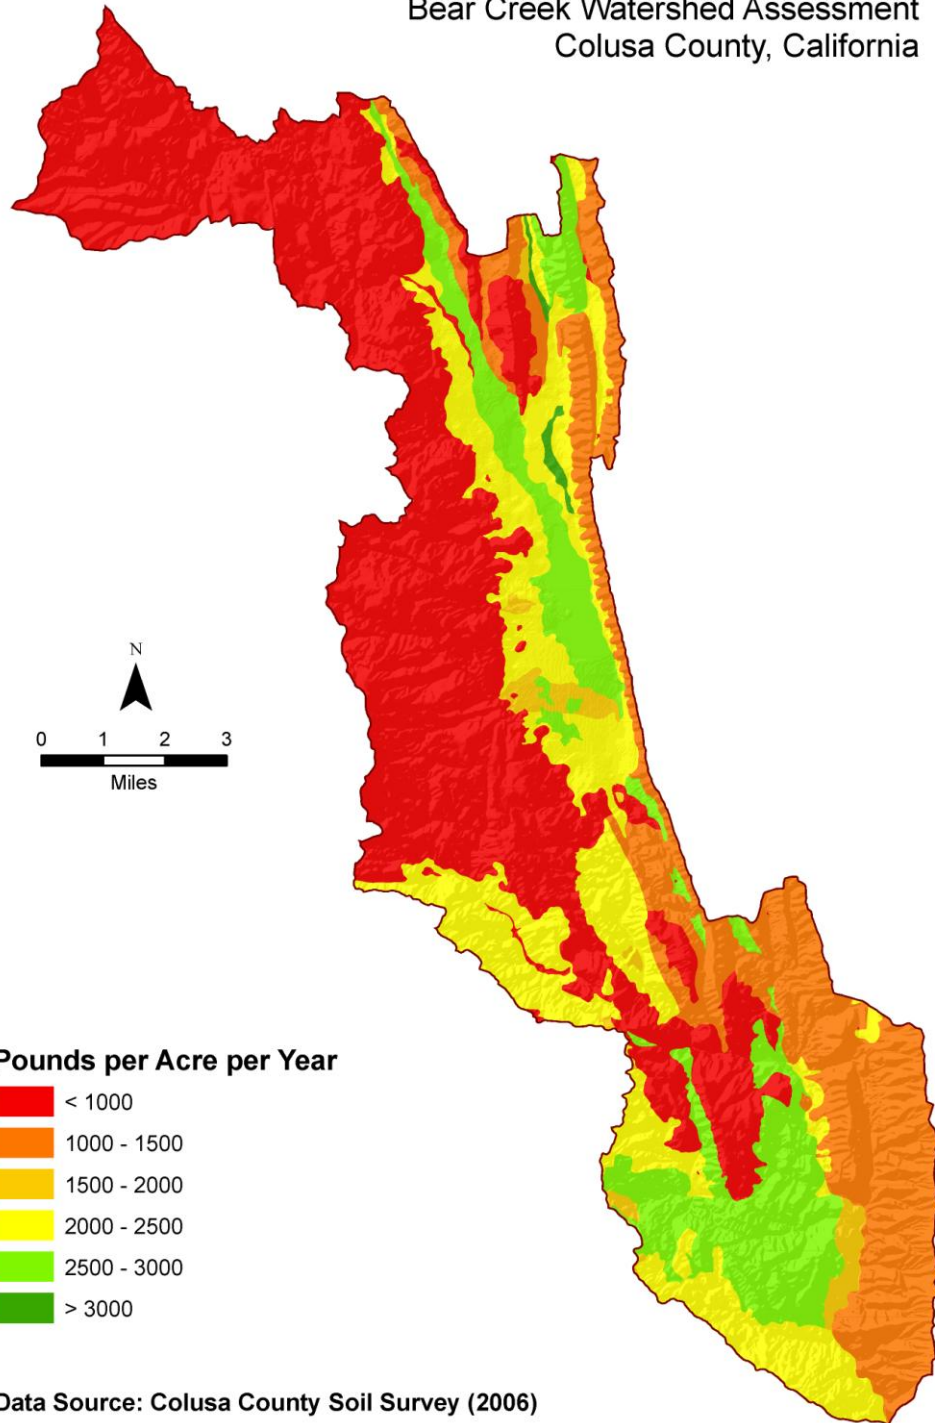 Bear Creek Watershed Assessment
Colusa County, California
N
0 1 2 3
Miles
Pounds per Acre per Year
< 1000
1000 - 1500
1500 - 2000
2000 - 2500
2500 - 3000
> 3000
Data Source: Colusa County Soil Survey (2006)